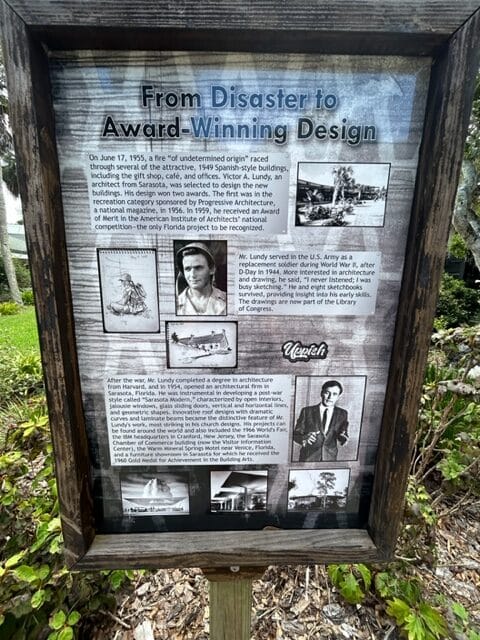 From Disaster to
Award-Winning Design
On June 17, 1955, a fire "of undetermined origin" raced
through several of the attractive, 1949 Spanish-style buildings,
including the gift shop, café, and offices. Victor A. Lundy, an
architect from Sarasota, was selected to design the new
buildings. His design won two awards. The first was in the
recreation category sponsored by Progressive Architecture,
a national magazine, in 1956. In 1959, he received an Award
of Merit in the American Institute of Architects' national
competition-the only Florida project to be recognized.
Mr. Lundy served in the U.S. Army as a
replacement soldier during World War II, after
D-Day in 1944. More interested in architecture
and drawing, he said, "I never listened; I was
busy sketching." He and eight sketchbooks
survived, providing insight into his early skills.
The drawings are now part of the Library
of Congress.
Uppish
After the war, Mr. Lundy completed a degree in architecture
from Harvard, and in 1954, opened an architectural firm in
Sarasota, Florida. He was instrumental in developing a post-war
style called "Sarasota Modern," characterized by open interiors,
jalousie windows, glass sliding doors, vertical and horizontal lines,
and geometric shapes. Innovative roof designs with dramatic
curves and laminate beams became the distinctive feature of Mr.
Lundy's work, most striking in his church designs. His projects can
be found around the world and also included the 1966 World's Fair,
the IBM headquarters in Cranford, New Jersey, the Sarasota
Chamber of Commerce building (now the Visitor Information
Center), the Warm Mineral Springs Motel near Venice, Florida,
and a furniture showroom in Sarasota for which he received the
1960 Gold Medal for Achievement in the Building Arts.